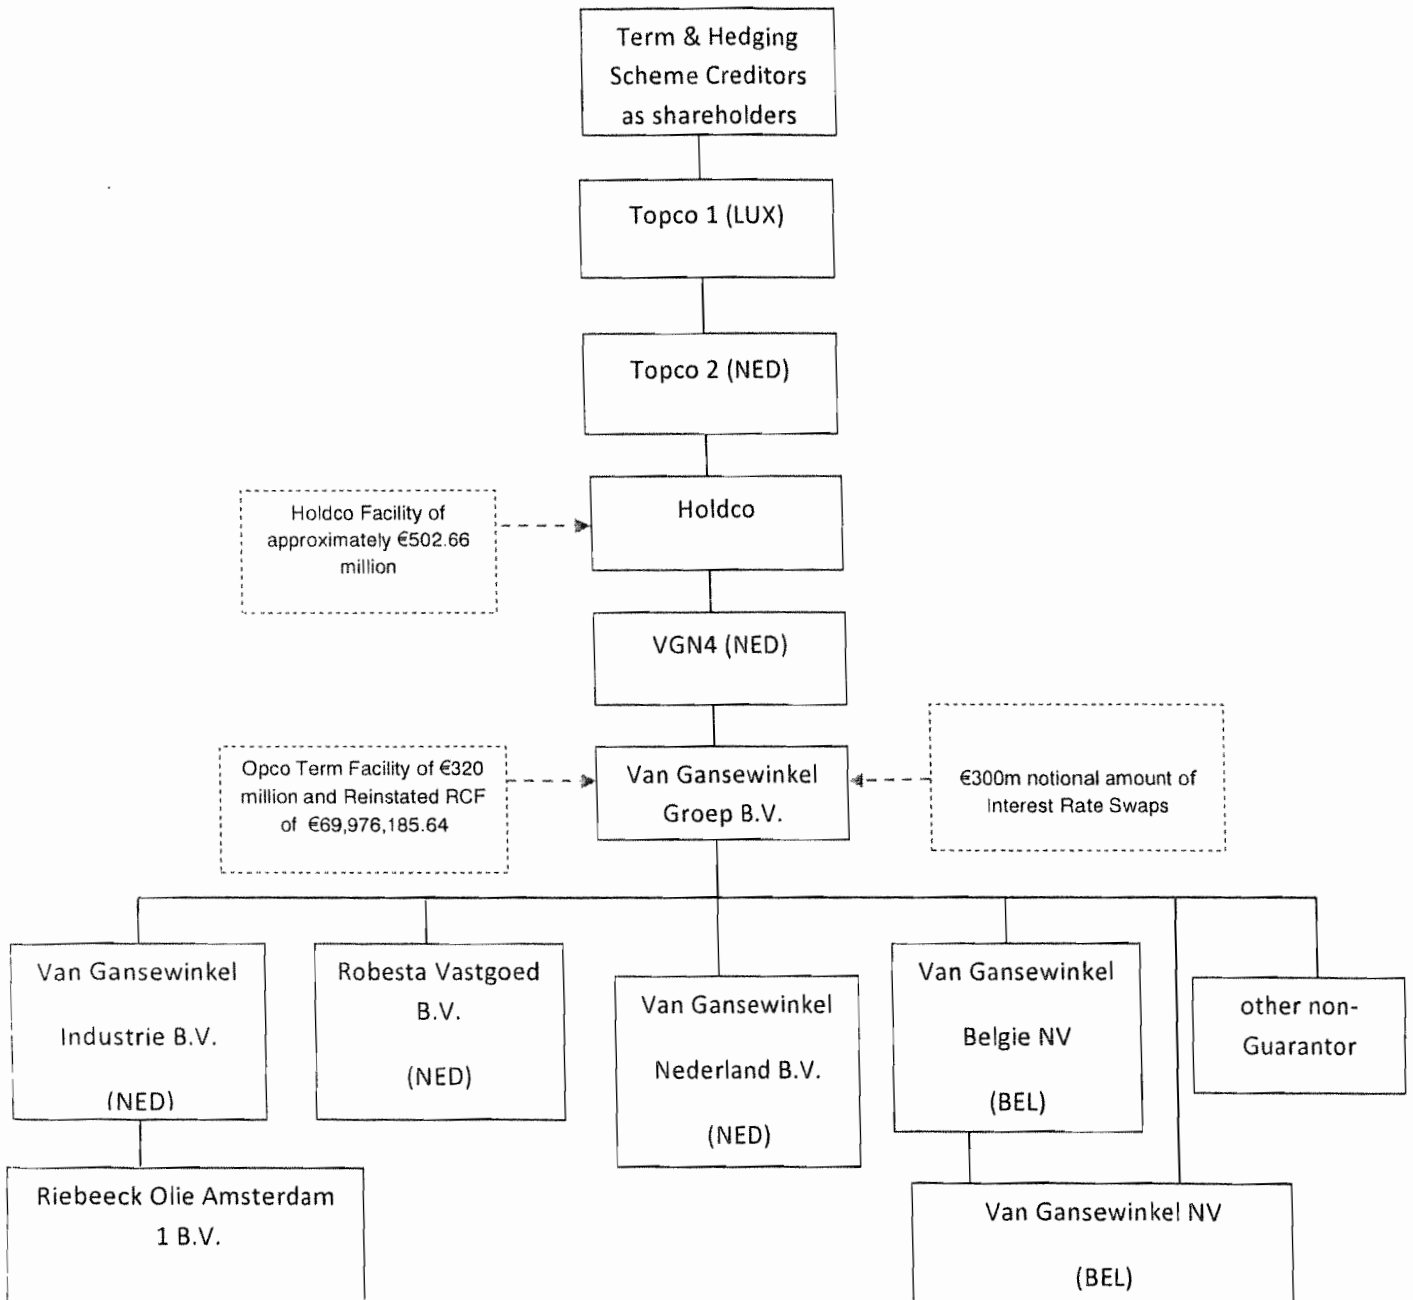 Term & Hedging
Scheme Creditors
as shareholders
Topco 1 (LUX)
Topco 2 (NED)
Holdco Facility of
approximately €502.66
million
Holdco
VGN4 (NED)
Opco Term Facility of €320
million and Reinstated RCF
of €69,976,185.64
Van Gansewinkel
Groep B.V.
€300m notional amount of
Interest Rate Swaps
Van Gansewinkel
Industrie B.V.
(NED)
Robesta Vastgoed
B.V.
(NED)
Van Gansewinkel
Nederland B.V.
(NED)
Van Gansewinkel
Belgie NV
(BEL)
other non-
Guarantor
Riebeeck Olie Amsterdam
1 B.V.
Van Gansewinkel NV
(BEL)